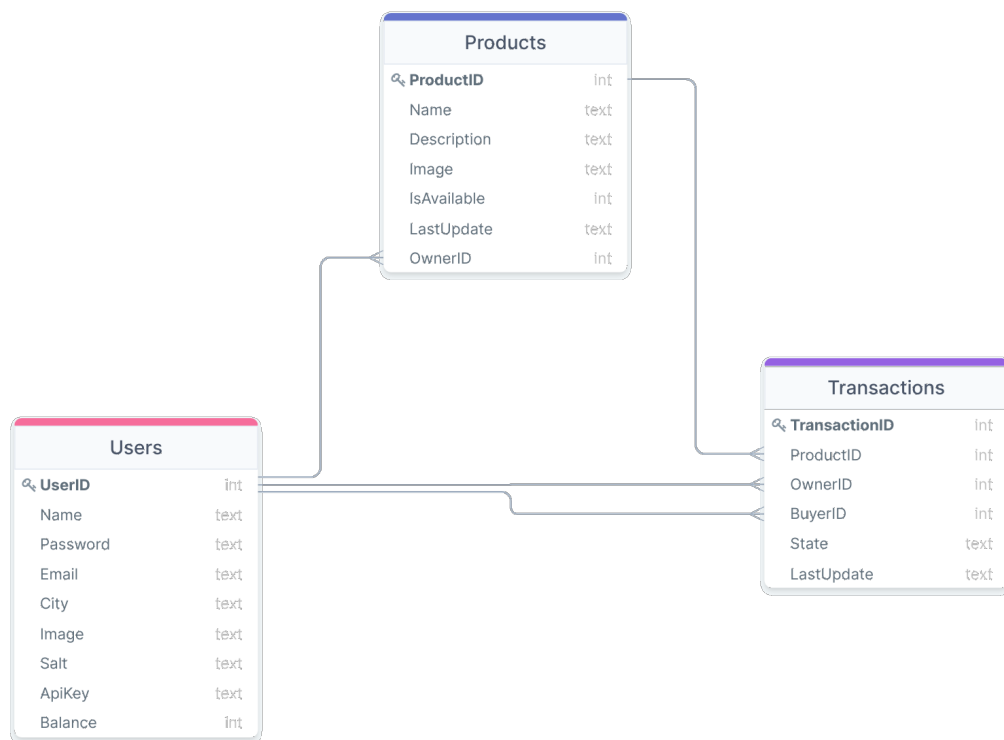 Products
ProductID int
Name text
Description text
Image text
IsAvailable int
LastUpdate text
OwnerID int
Transactions
TransactionID int
ProductID int
OwnerID int
BuyerID int
State text
LastUpdate text
Users
UserID int
Name text
Password text
Email text
City text
Image text
Salt text
ApiKey text
Balance int